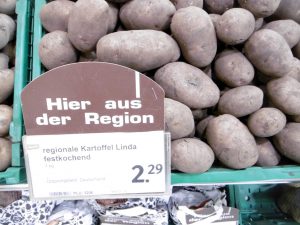 Hier aus
der Region
regionale Kartoffel Linda
festkochend
2.29